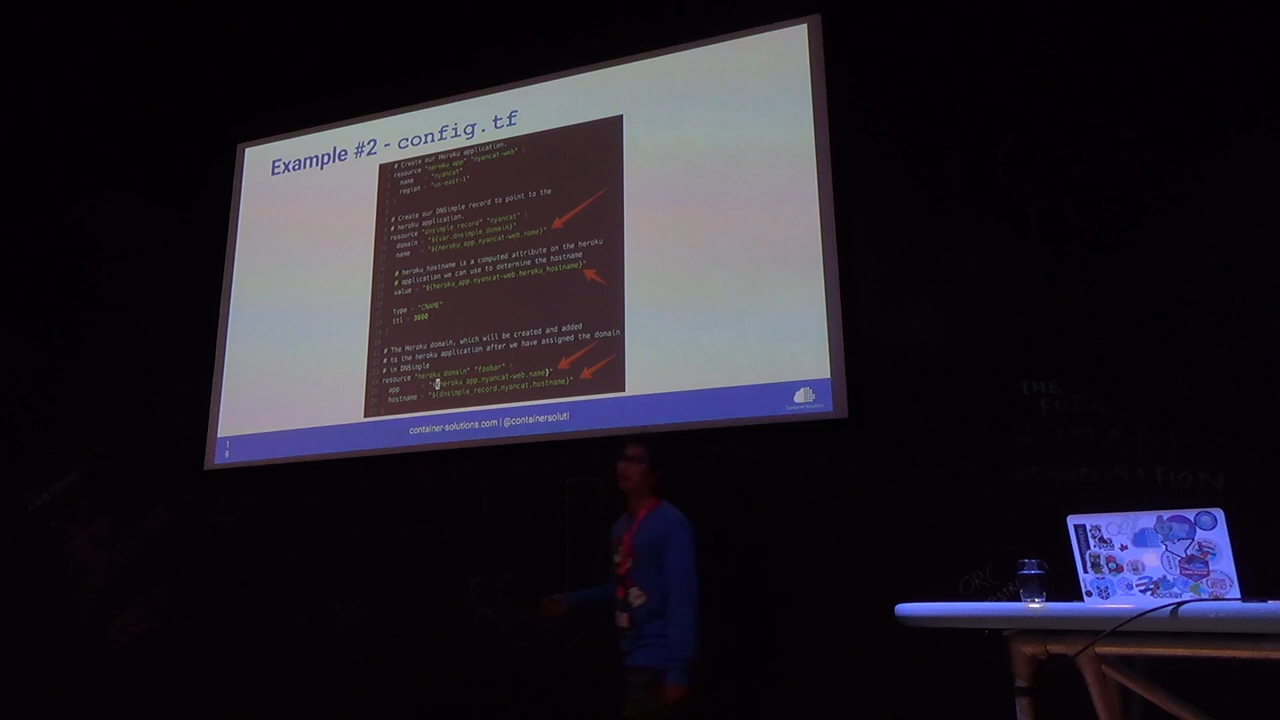 Example #2 - config.tf
# Create our Heroku application.
resource "heroku_app" "nyancat-web" {
name = "nyancat"
region = "us-east-1"
}
# Create our DNSimple record to point to the
# heroku application.
resource "dnsimple_record" "nyancat" {
domain = "${var.dnsimple_domain}"
name = "${heroku_app.nyancat-web.name}"
# heroku_hostname is a computed attribute on the heroku
# application we can use to determine the hostname
value = "${heroku_app.nyancat-web.heroku_hostname}"
type = "CNAME"
ttl = 3600
}
# The Heroku domain, which will be created and added
# to the heroku application after we have assigned the domain
# in DNSimple
resource "heroku_domain" "foobar" {
app = "${heroku_app.nyancat-web.name}"
hostname = "${dnsimple_record.nyancat.hostname}"
container-solutions.com | @containersoluti
Container Solutions
THE
docker